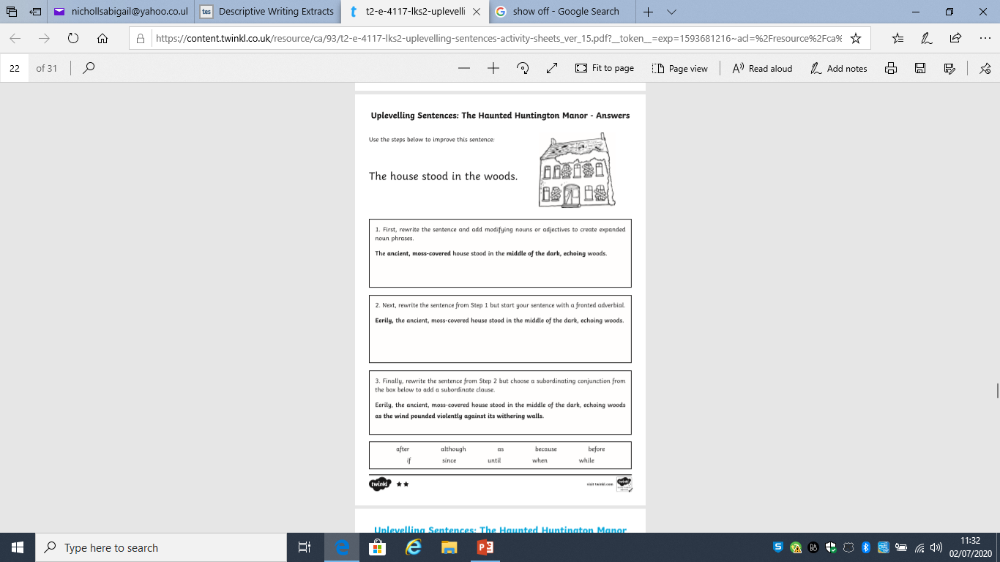 nichollsabigail@yahoo.co.ul
tes Descriptive Writing Extracts
t2-e-4117-lks2-uplevelli
show off - Google Search
https://content.twinkl.co.uk/resource/ca/93/t2-e-4117-lks2-uplevelling-sentences-activity-sheets_ver_15.pdf?__token__=exp=1593681216~acl=%2Fresource%2Fca%
22 of 31
Fit to page
Page view
Read aloud
Add notes
Uplevelling Sentences: The Haunted Huntington Manor - Answers
Use the steps below to improve this sentence:
The house stood in the woods.
1. First, rewrite the sentence and add modifying nouns or adjectives to create expanded
noun phrases.
The ancient, moss-covered house stood in the middle of the dark, echoing woods.
2. Next, rewrite the sentence from Step 1 but start your sentence with a fronted adverbial.
Eerily, the ancient, moss-covered house stood in the middle of the dark, echoing woods.
3. Finally, rewrite the sentence from Step 2 but choose a subordinating conjunction from
the box below to add a subordinate clause.
Eerily, the ancient, moss-covered house stood in the middle of the dark, echoing woods
as the wind pounded violently against its withering walls.
after although as because before
if since until when while
twinkl
visit twinkl.com
Uplevelling Sentences: The Haunted Huntington Manor
Type here to search
11:32
02/07/2020